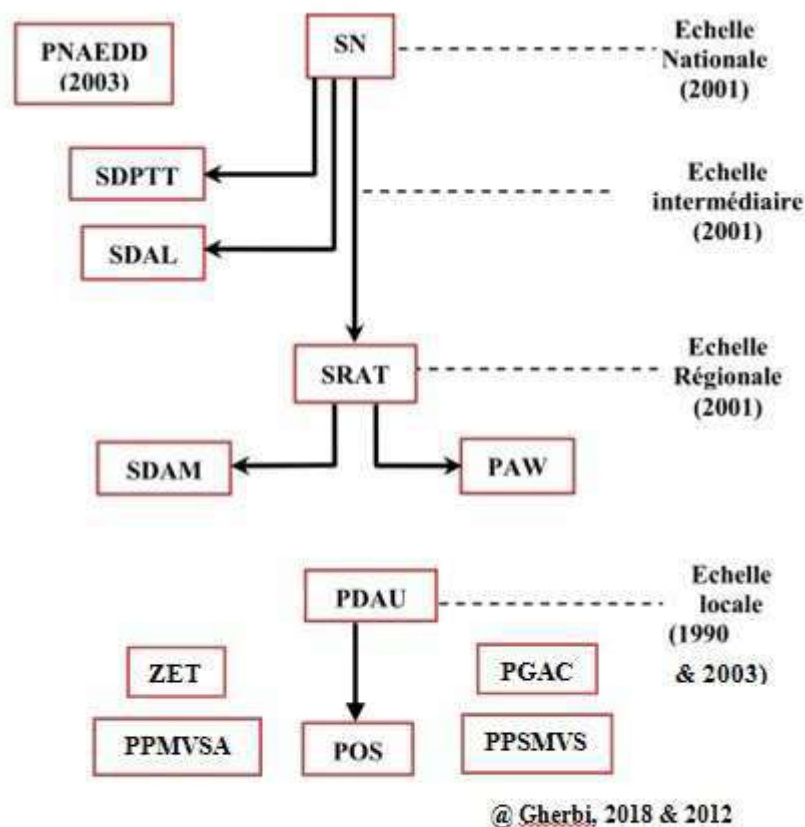 PNAEDD
(2003)
SN
Echelle
Nationale
(2001)
SDPTT
Echelle
intermédiaire
(2001)
SDAL
SRAT
Echelle
Régionale
(2001)
SDAM
PAW
PDAU
Echelle
locale
(1990
& 2003)
ZET
PGAC
PPMVSA
POS
PPSMVS
@ Gherbi, 2018 & 2012